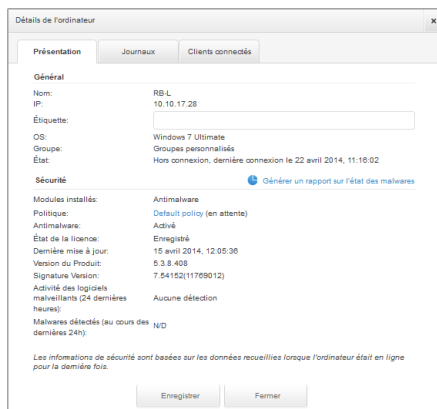 Détails de l'ordinateur
x
Présentation
Journaux
Clients connectés
Général
Nom: RB-L
IP: 10.10.17.28
Étiquette:
OS: Windows 7 Ultimate
Groupe: Groupes personnalisés
État: Hors connexion, dernière connexion le 22 avril 2014, 11:16:02
Sécurité
Générer un rapport sur l'état des malwares
Modules installés: Antimalware
Politique: Default policy (en attente)
Antimalware: Activé
État de la licence: Enregistré
Dernière mise à jour: 15 avril 2014, 12:05:36
Version du Produit: 5.3.8.408
Signature Version: 7.54152(11769012)
Activité des logiciels
malveillants (24 dernières Aucune détection
heures):
Malwares détectés (au cours des N/D
dernières 24h):
Les infomations de sécurité sont basées sur les données recueillies lorsque l'ordinateur était en ligne
pour la dernière fois.
Enregistrer
Fermer